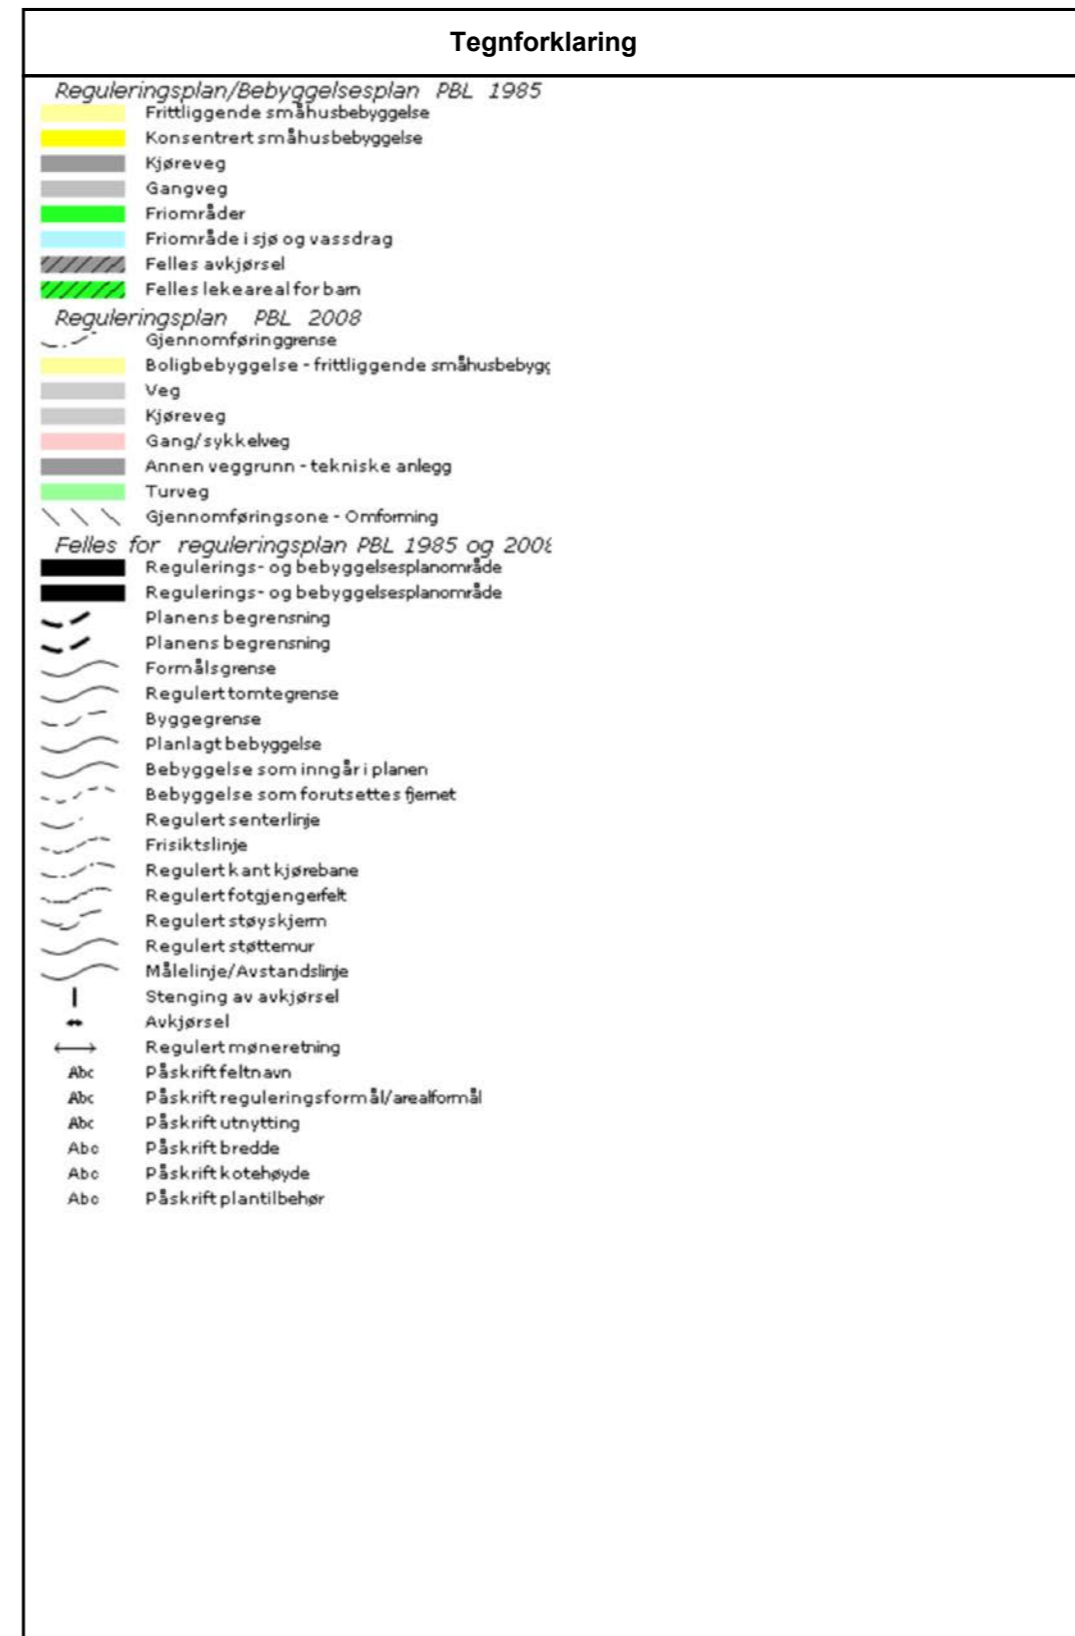 Tegnforklaring
Reguleringsplan/Bebyggelsesplan PBL 1985
Frittliggende småhusbebyggelse
Konsentrert småhusbebyggelse
Kjøreveg
Gangveg
Friområder
Friområde i sjø og vassdrag
Felles avkjørsel
Felles lekeareal for barn
Reguleringsplan PBL 2008
Gjennomføringgrense
Boligbebyggelse - frittliggende småhusbebygg
Veg
Kjøreveg
Gang/sykkelveg
Annen veggrunn - tekniske anlegg
Turveg
Gjennomføringsone - Omforming
Felles for reguleringsplan PBL 1985 og 2008
Regulerings- og bebyggelsesplanområde
Regulerings- og bebyggelsesplanområde
Planens begrensning
Planens begrensning
Formålsgrense
Regulert tomtegrense
Byggegrense
Planlagt bebyggelse
Bebyggelse som inngår i planen
Bebyggelse som forutsettes fjernet
Regulert senterlinje
Frisiktslinje
Regulert kant kjørebane
Regulert fotgjengerfelt
Regulert støyskjerm
Regulert støttemur
Målelinje/Avstandslinje
Stenging av avkjørsel
Avkjørsel
Regulert møneretning
Abc Påskrift feltnavn
Abc Påskrift reguleringsformål/arealformål
Abc Påskrift utnytting
Abc Påskrift bredde
Abc Påskrift kotehøyde
Abc Påskrift plantilbehør